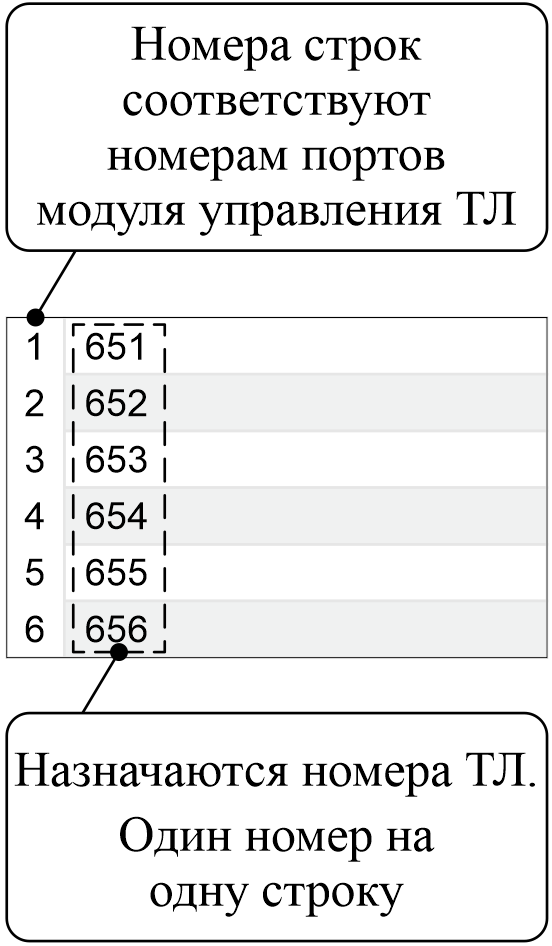 Номера строк
соответствуют
номерам портов
модуля управления ТЛ
1 651
2 652
3 653
4 654
5 655
6 656
Назначаются номера ТЛ.
Один номер на
одну строку